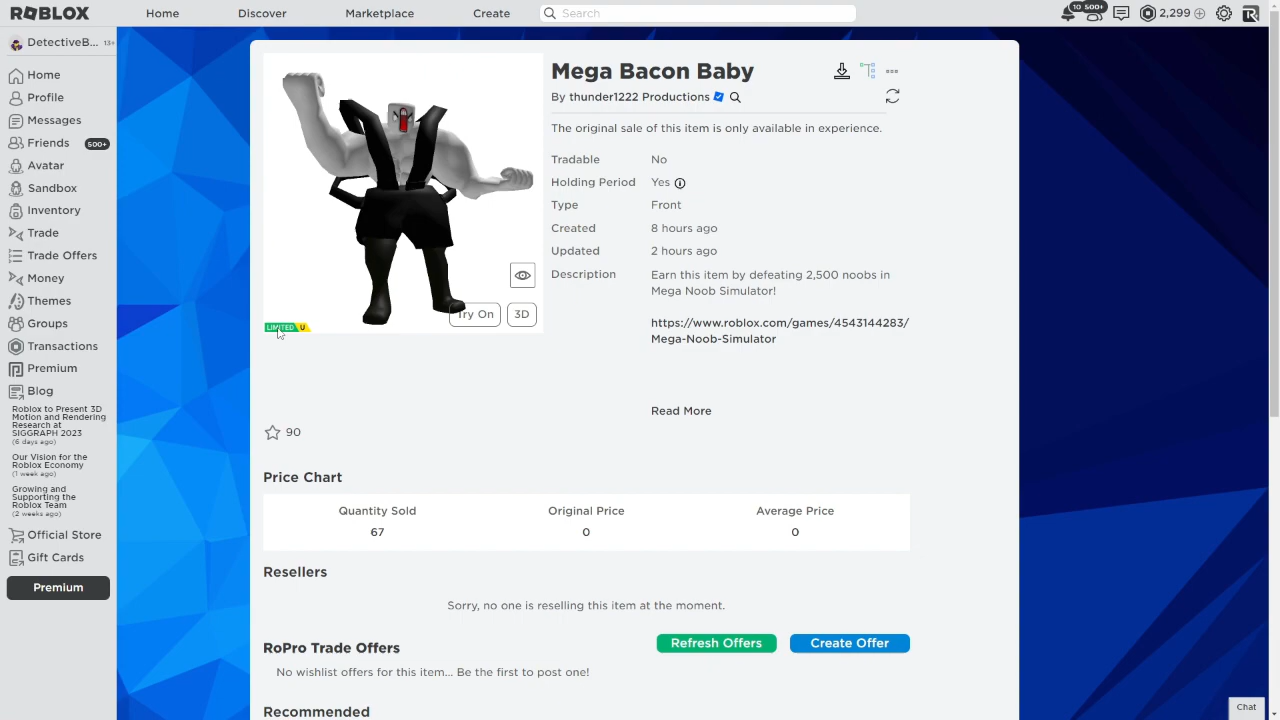 ROBLOX
Home
Discover
Marketplace
Create
Search
10
500+
2,299
DetectiveB... 13+
Home
Profile
Messages
Friends 500+
Avatar
Sandbox
Inventory
Trade
Trade Offers
Money
Themes
Groups
Transactions
Premium
Blog
Roblox to Present 3D
Motion and Rendering
Research at
SIGGRAPH 2023
(6 days ago)
Our Vision for the
Roblox Economy
(1 week ago)
Growing and
Supporting the
Roblox Team
(2 weeks ago)
Official Store
Gift Cards
Premium
Try On
3D
LIMITED U
90
Mega Bacon Baby
By thunder1222 Productions
The original sale of this item is only available in experience.
Tradable No
Holding Period Yes
Type Front
Created 8 hours ago
Updated 2 hours ago
Description Earn this item by defeating 2,500 noobs in
Mega Noob Simulator!
https://www.roblox.com/games/4543144283/
Mega-Noob-Simulator
Read More
Price Chart
Quantity Sold
Original Price
Average Price
67
0
0
Resellers
Sorry, no one is reselling this item at the moment.
RoPro Trade Offers
Refresh Offers
Create Offer
No wishlist offers for this item... Be the first to post one!
Recommended
Chat